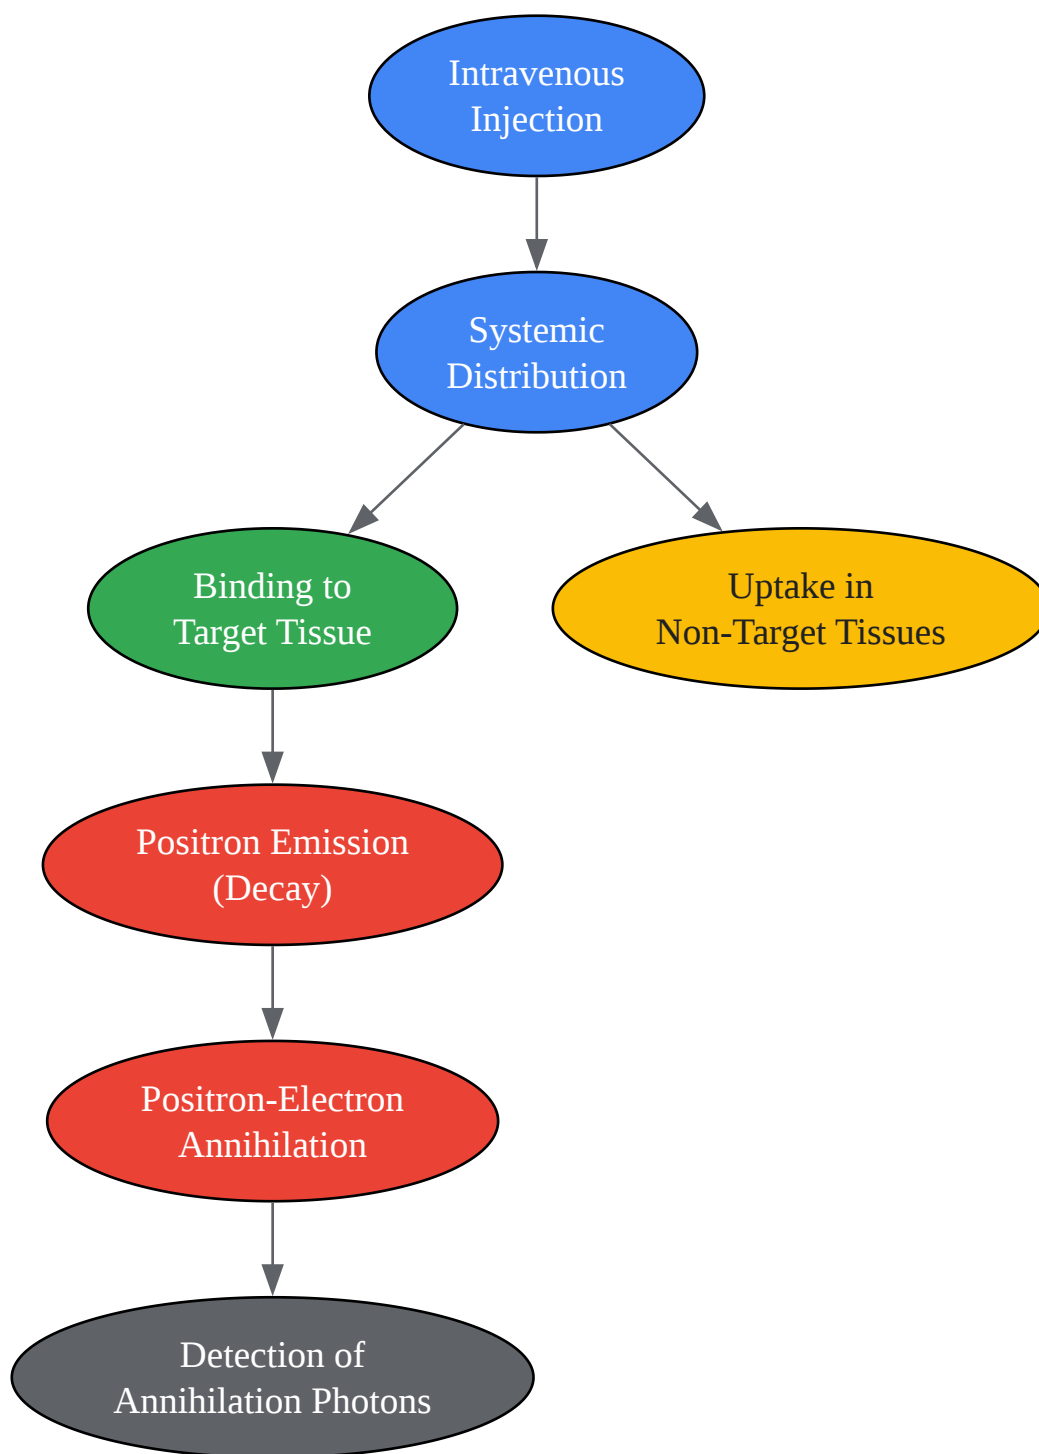 Intravenous
Injection
Systemic
Distribution
Binding to
Target Tissue
Uptake in
Non-Target Tissues
Positron Emission
(Decay)
Positron-Electron
Annihilation
Detection of
Annihilation Photons